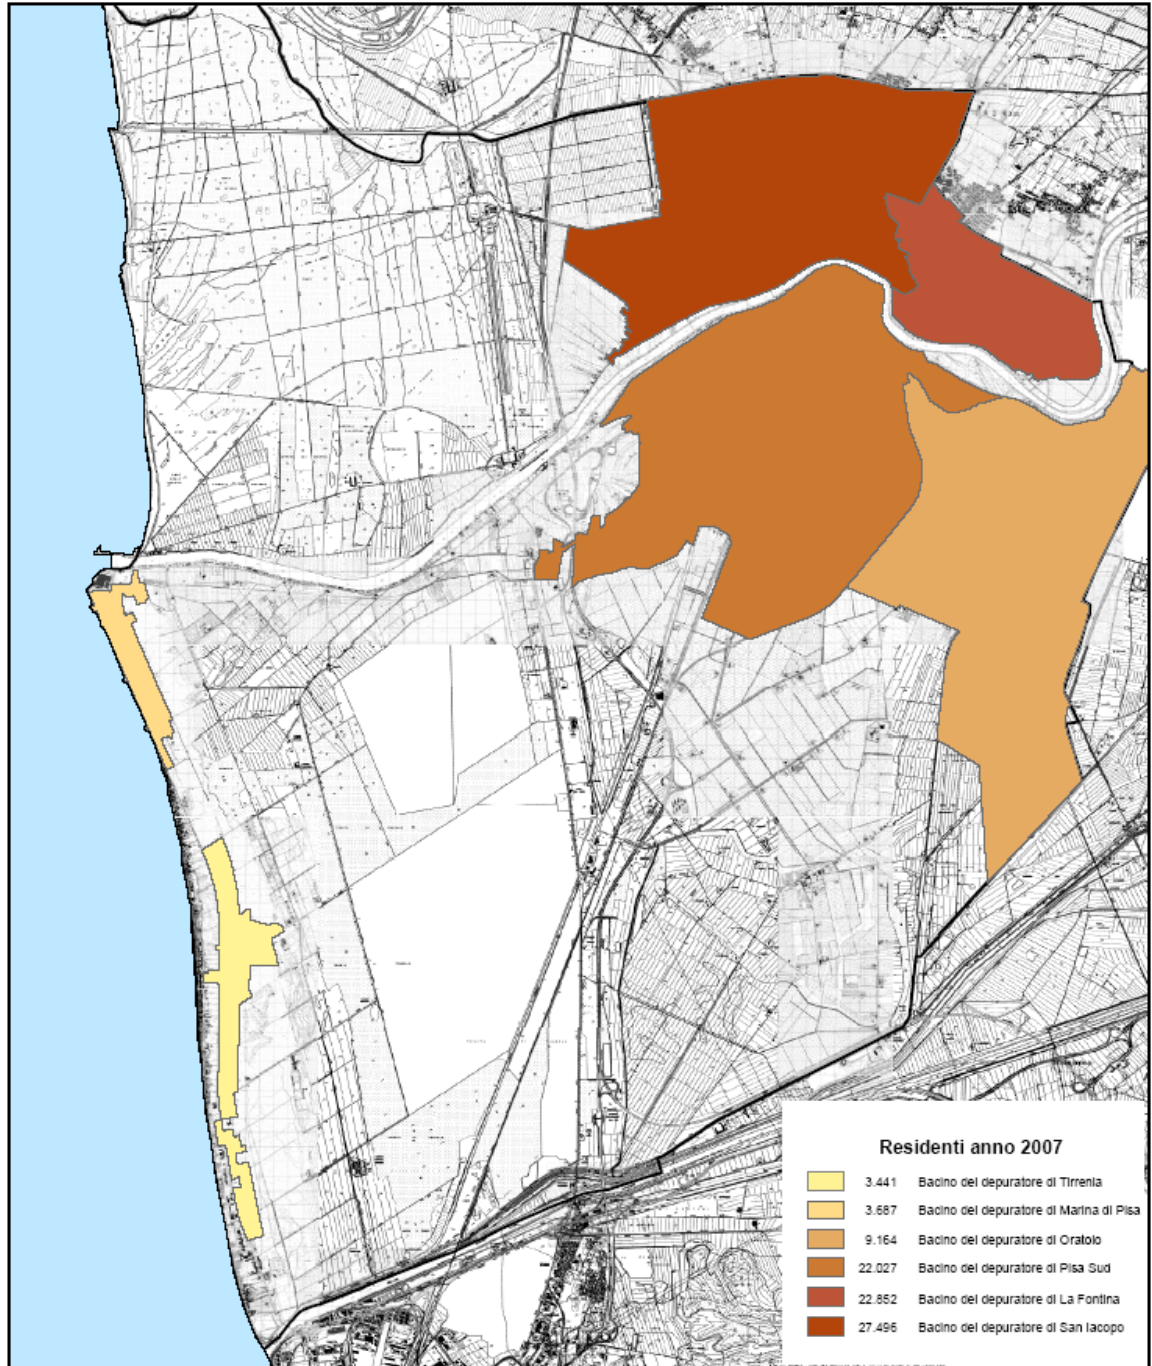 Residenti anno 2007
3.441 Bacino del depuratore di Tirrenia
3.687 Bacino del depuratore di Marina di Pisa
9.164 Bacino del depuratore di Oratoio
22.027 Bacino del depuratore di Pisa Sud
22.852 Bacino del depuratore di La Fontina
27.496 Bacino del depuratore di San Iacopo